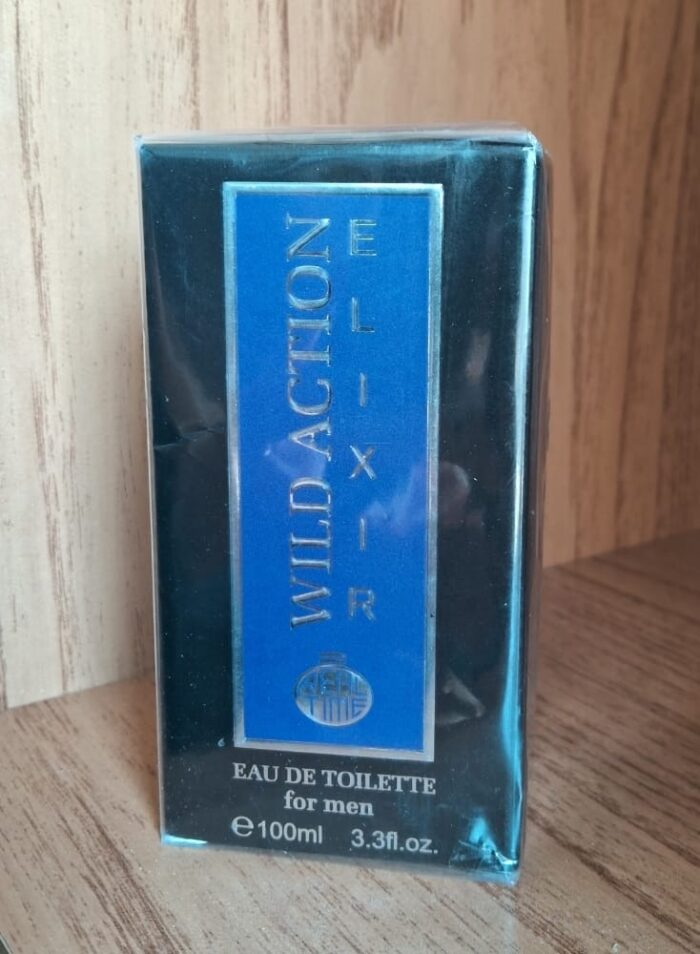 WILD ACTION
ELIXIR
REAL
TIME
EAU DE TOILETTE
for men
℮100ml 3.3fl.oz.